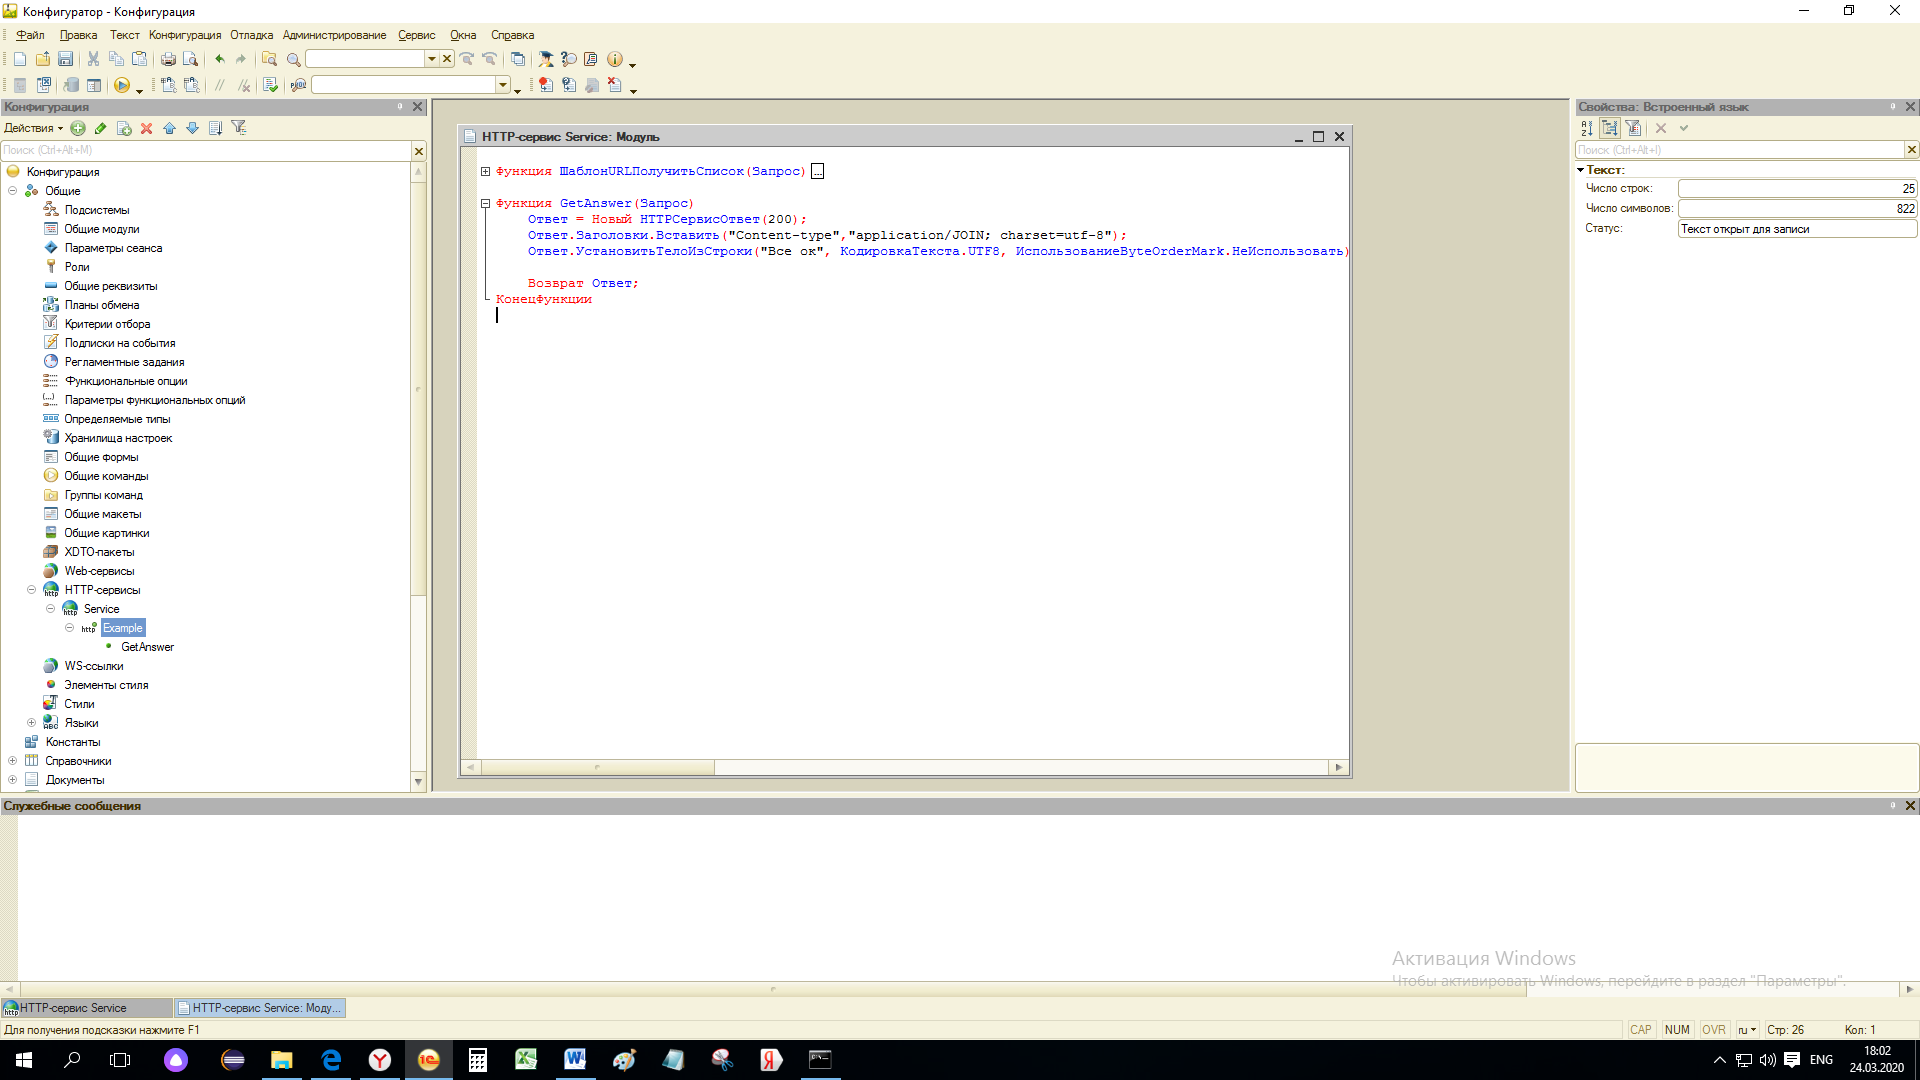 Конфигуратор - Конфигурация
Файл Правка Текст Конфигурация Отладка Администрирование Сервис Окна Справка
Конфигурация
Действия
Поиск (Ctrl+Alt+M)
Конфигурация
Общие
Подсистемы
Общие модули
Параметры сеанса
Роли
Общие реквизиты
Планы обмена
Критерии отбора
Подписки на события
Регламентные задания
Функциональные опции
Параметры функциональных опций
Определяемые типы
Хранилища настроек
Общие формы
Общие команды
Группы команд
Общие макеты
Общие картинки
XDTO-пакеты
Web-сервисы
HTTP-сервисы
Service
Example
GetAnswer
WS-ссылки
Элементы стиля
Стили
Языки
Константы
Справочники
Документы
HTTP-сервис Service: Модуль
Функция ШаблонURLПолучитьСписок(Запрос) ...
Функция GetAnswer(Запрос)
Ответ = Новый HTTPСервисОтвет(200);
Ответ.Заголовки.Вставить("Content-type","application/JOIN; charset=utf-8");
Ответ.УстановитьТелоИзСтроки("Все ок", КодировкаТекста.UTF8, ИспользованиеByteOrderMark.НеИспользовать)
Возврат Ответ;
КонецФункции
Свойства: Встроенный язык
Поиск (Ctrl+Alt+I)
Текст:
Число строк: 25
Число символов: 822
Статус: Текст открыт для записи
Служебные сообщения
Активация Windows
Чтобы активировать Windows, перейдите в раздел "Параметры".
HTTP-сервис Service HTTP-сервис Service: Моду...
Для получения подсказки нажмите F1 CAP NUM OVR ru Стр: 26 Кол: 1
ENG 18:02
24.03.2020